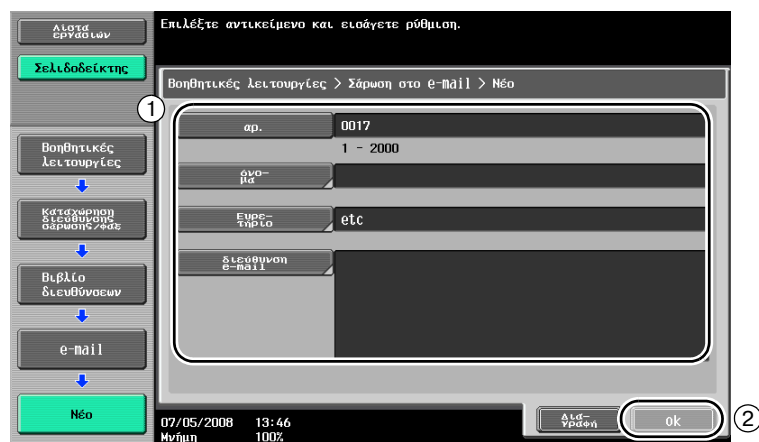 Επιλέξτε αντικείμενο και εισάγετε ρύθμιση.
Λίστα
εργασιών
Σελιδοδείκτης
Βοηθητικές λειτουργίες > Σάρωση στο e-mail > Νέο
1
αρ.
0017
1 - 2000
όνο-
μα
Ευρε-
τήριο
etc
διεύθυνση
e-mail
Βοηθητικές
λειτουργίες
Καταχώρηση
διεύθυνσης
σάρωσης/φαξ
Βιβλίο
διευθύνσεων
e-mail
Νέο
07/05/2008 13:46
Μνήμη 100%
Δια-
γραφή
ok
2